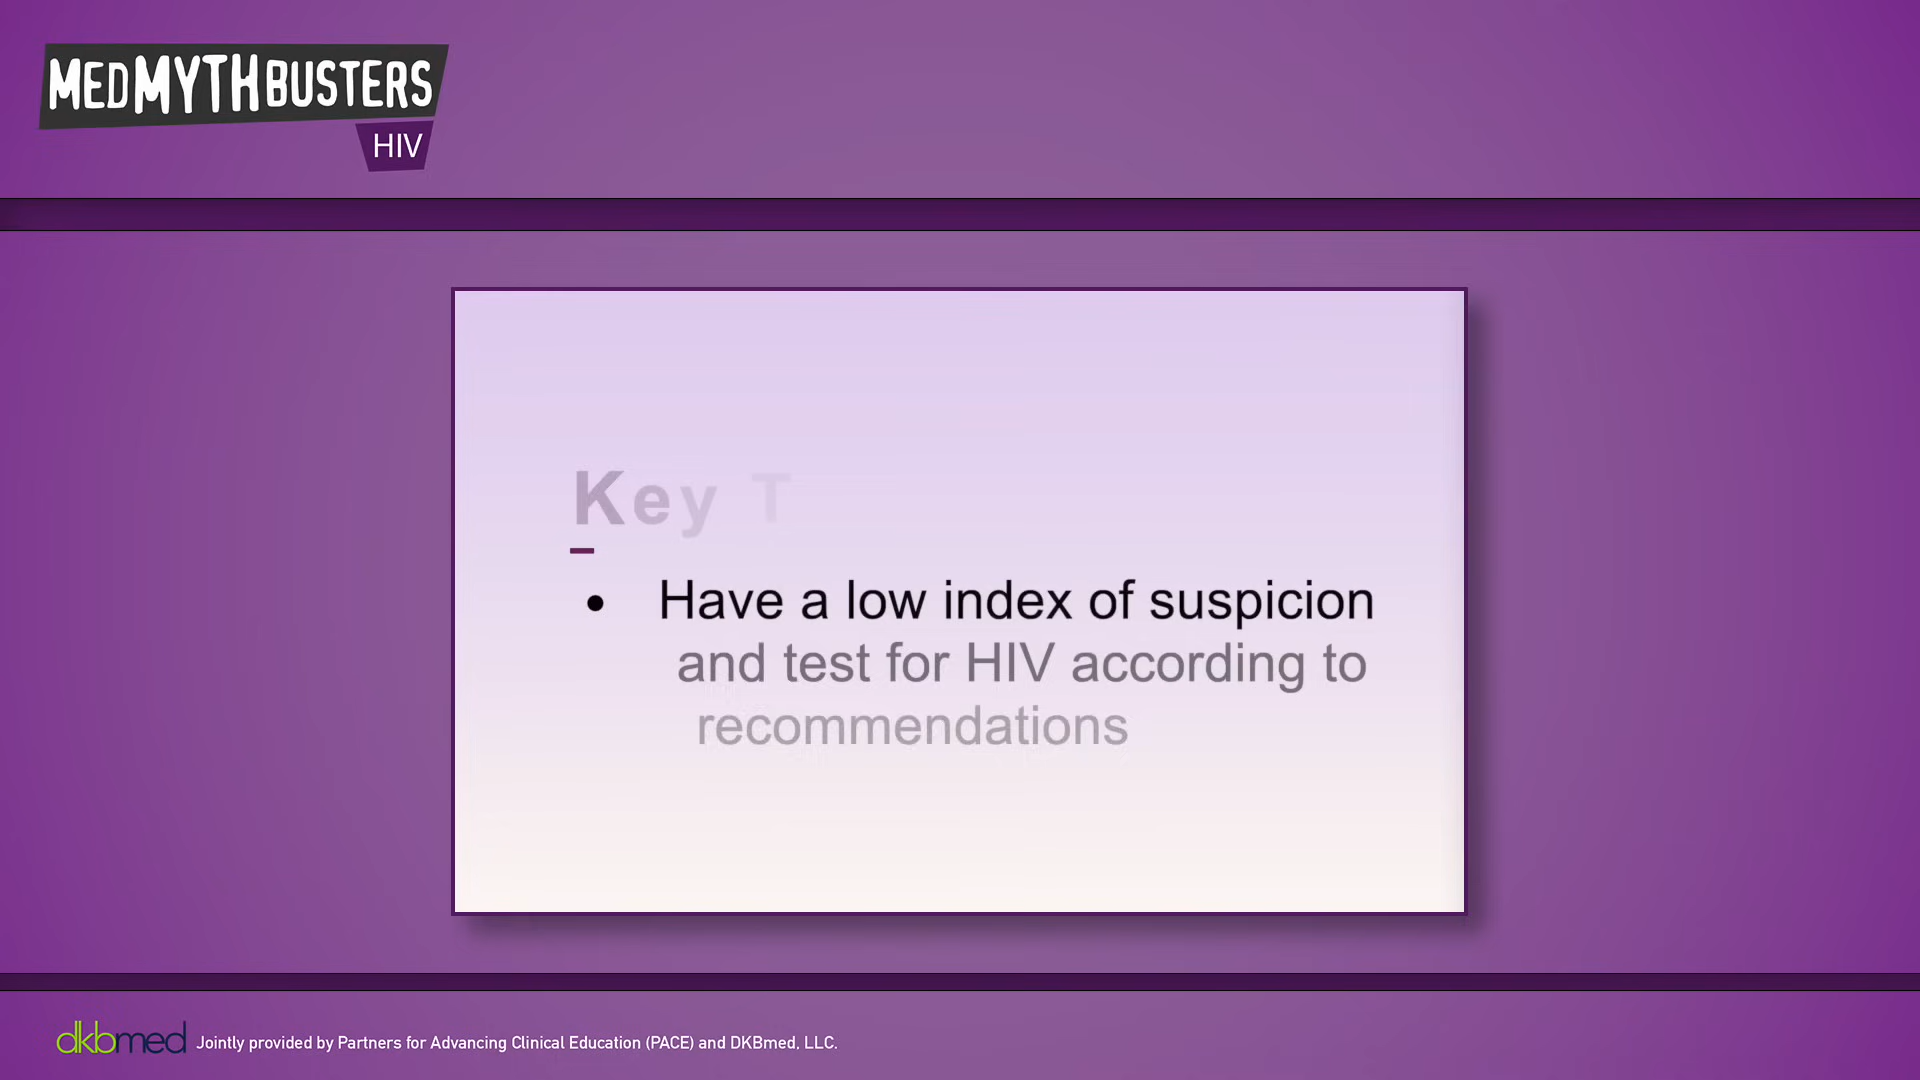 MEDMYTHBUSTERS
HIV
Key T
• Have a low index of suspicion
and test for HIV according to
recommendations
dkbmed Jointly provided by Partners for Advancing Clinical Education (PACE) and DKBmed, LLC.